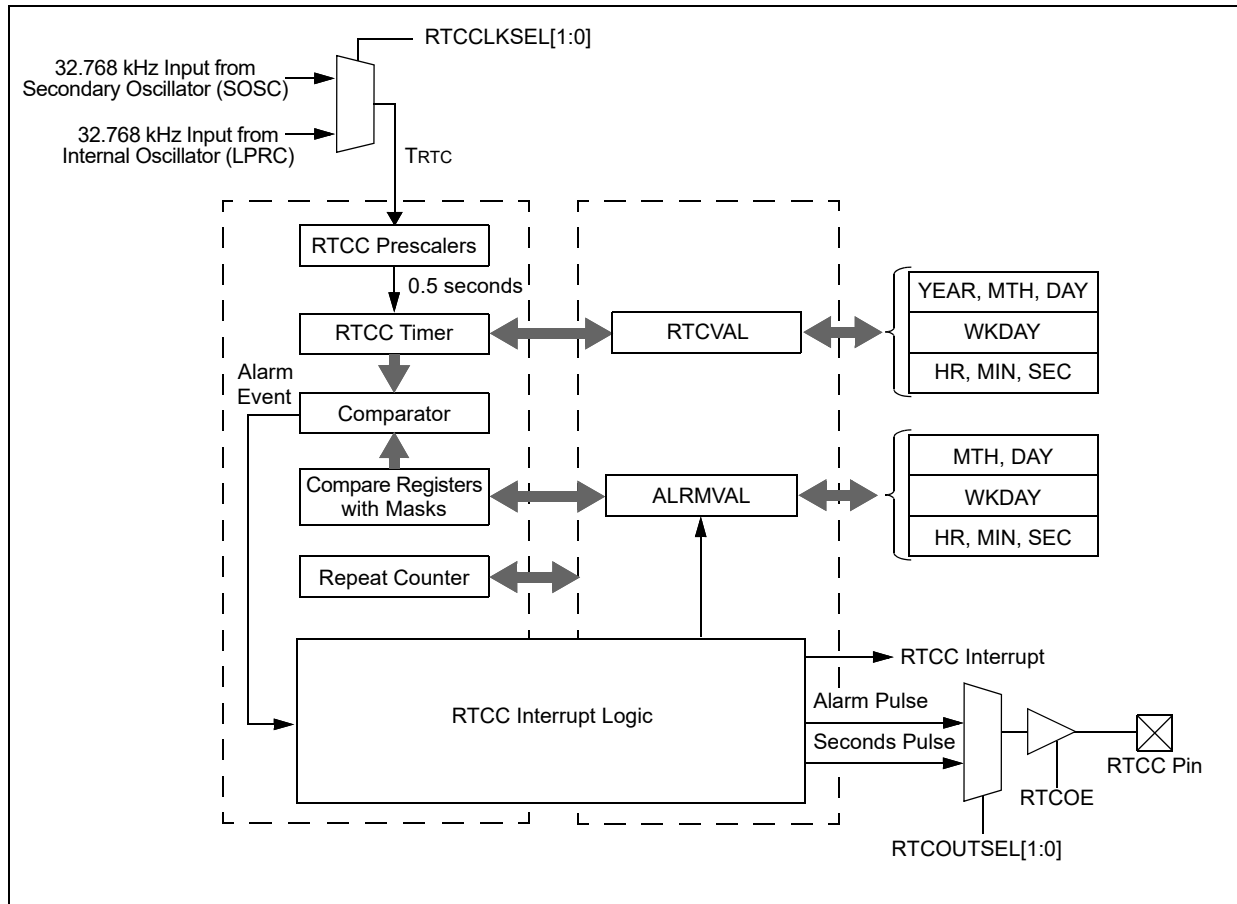 RTCCLKSEL[1:0]
32.768 kHz Input from
Secondary Oscillator (SOSC)
32.768 kHz Input from
Internal Oscillator (LPRC)
TRTC
RTCC Prescalers
0.5 seconds
RTCC Timer
RTCVAL
YEAR, MTH, DAY
WKDAY
HR, MIN, SEC
Alarm
Event
Comparator
Compare Registers
with Masks
ALRMVAL
MTH, DAY
WKDAY
HR, MIN, SEC
Repeat Counter
RTCC Interrupt Logic
RTCC Interrupt
Alarm Pulse
Seconds Pulse
RTCC Pin
RTCOE
RTCOUTSEL[1:0]